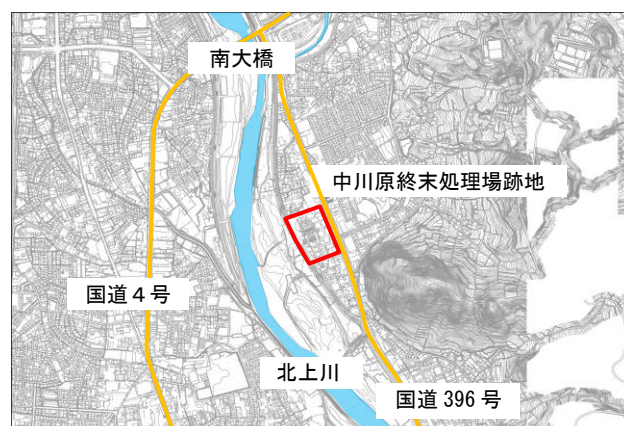 南大橋
中川原終末処理場跡地
国道４号
北上川
国道 396 号